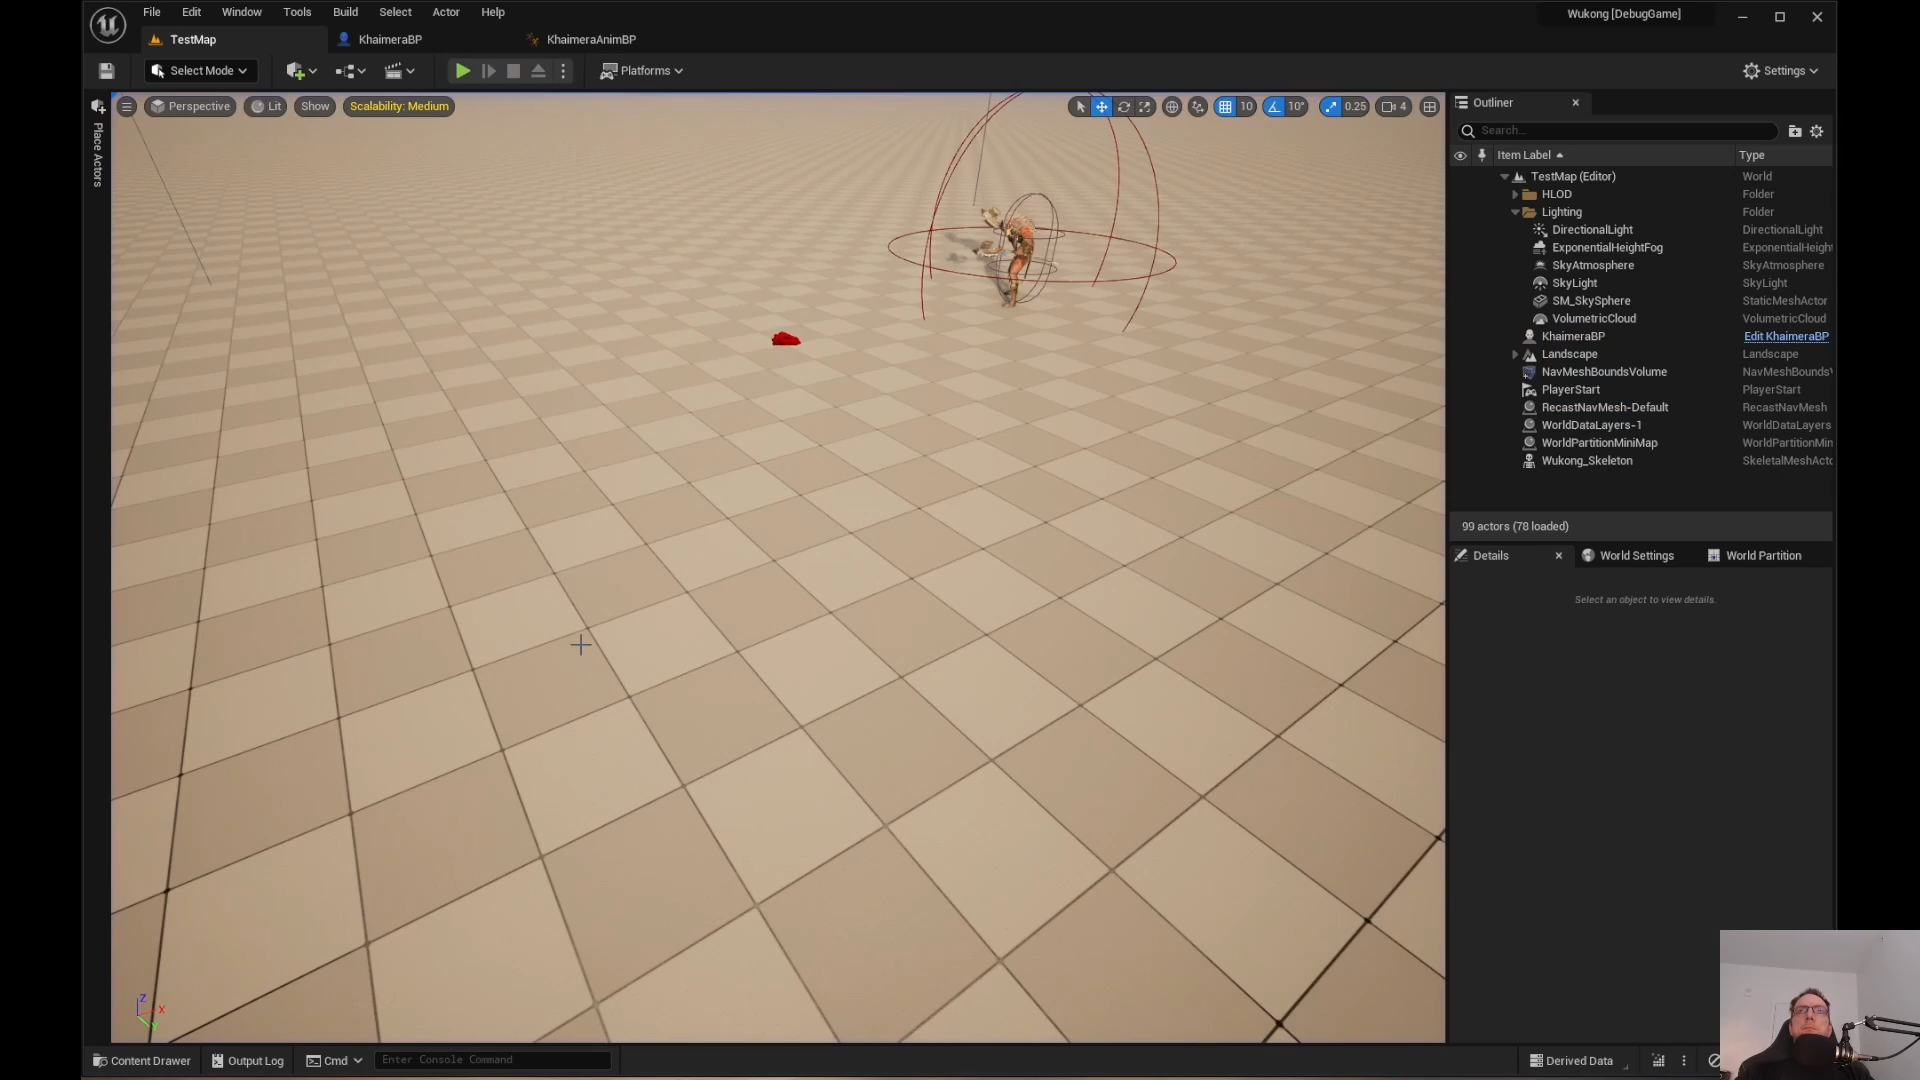 File Edit Window Tools Build Select Actor Help
Wukong [DebugGame]
TestMap
KhaimeraBP
KhaimeraAnimBP
Select Mode
Platforms
Settings
Perspective
Lit
Show
Scalability: Medium
10
10°
0.25
4
Place Actors
Outliner
Search...
Item Label
Type
TestMap (Editor) World
HLOD Folder
Lighting Folder
DirectionalLight DirectionalLight
ExponentialHeightFog ExponentialHeight
SkyAtmosphere SkyAtmosphere
SkyLight SkyLight
SM_SkySphere StaticMeshActor
VolumetricCloud VolumetricCloud
KhaimeraBP Edit KhaimeraBP
Landscape Landscape
NavMeshBoundsVolume NavMeshBoundsV
PlayerStart PlayerStart
RecastNavMesh-Default RecastNavMesh
WorldDataLayers-1 WorldDataLayers
WorldPartitionMiniMap WorldPartitionMin
Wukong_Skeleton SkeletalMeshActo
99 actors (78 loaded)
Details
World Settings
World Partition
Select an object to view details.
Z
X
Y
Content Drawer
Output Log
Cmd
Enter Console Command
Derived Data